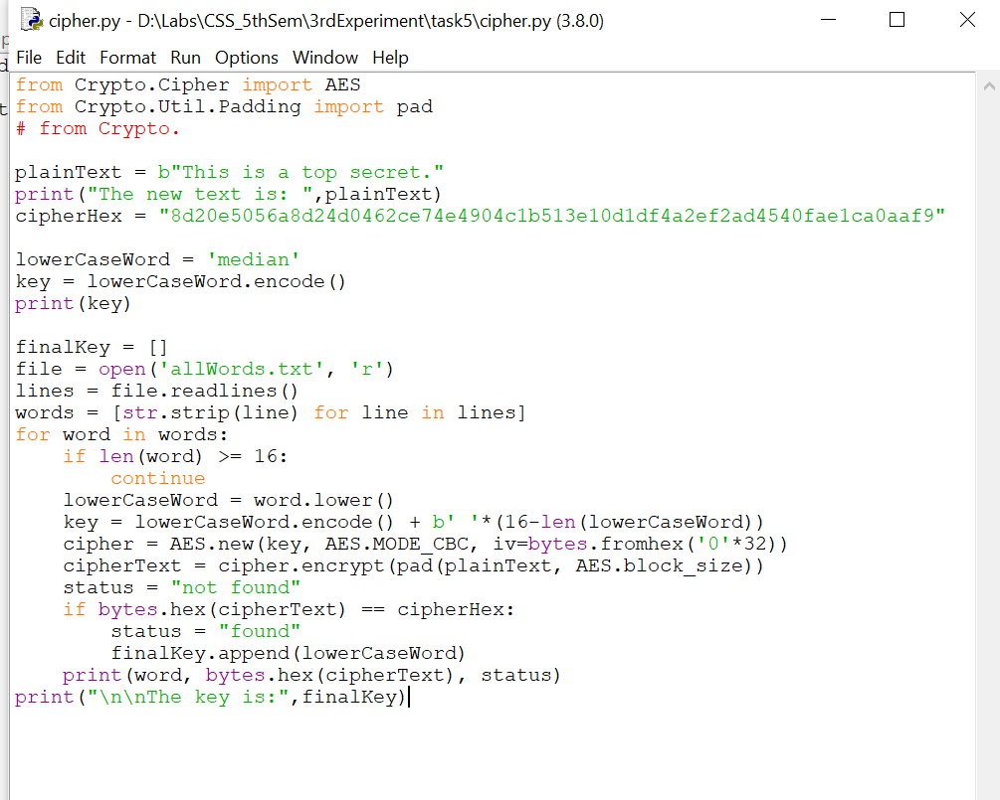 cipher.py - D:\Labs\CSS_5thSem\3rdExperiment\task5\cipher.py (3.8.0)
File Edit Format Run Options Window Help
from Crypto.Cipher import AES
from Crypto.Util.Padding import pad
# from Crypto.

plainText = b"This is a top secret."
print("The new text is: ",plainText)
cipherHex = "8d20e5056a8d24d0462ce74e4904c1b513e10d1df4a2ef2ad4540fae1ca0aaf9"

lowerCaseWord = 'median'
key = lowerCaseWord.encode()
print(key)

finalKey = []
file = open('allWords.txt', 'r')
lines = file.readlines()
words = [str.strip(line) for line in lines]
for word in words:
    if len(word) >= 16:
        continue
    lowerCaseWord = word.lower()
    key = lowerCaseWord.encode() + b' '*(16-len(lowerCaseWord))
    cipher = AES.new(key, AES.MODE_CBC, iv=bytes.fromhex('0'*32))
    cipherText = cipher.encrypt(pad(plainText, AES.block_size))
    status = "not found"
    if bytes.hex(cipherText) == cipherHex:
        status = "found"
        finalKey.append(lowerCaseWord)
    print(word, bytes.hex(cipherText), status)
print("\n\nThe key is:",finalKey)